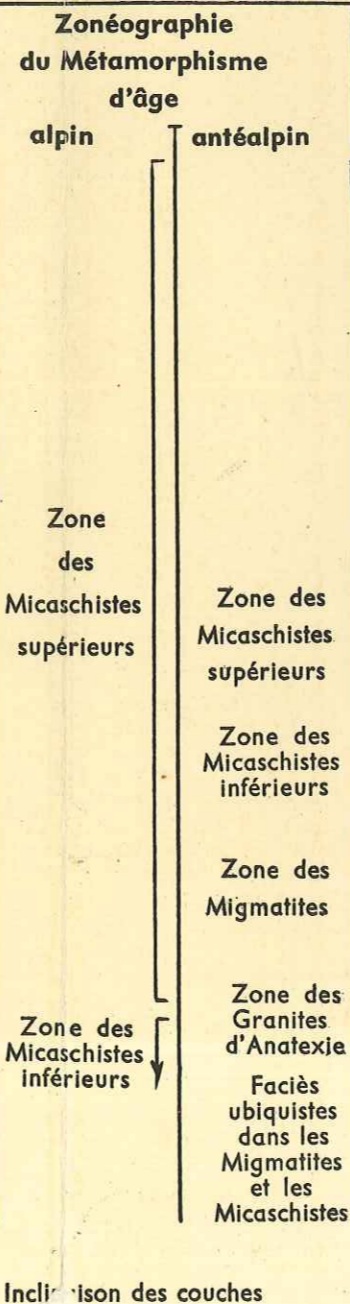 Zonéographie
du Métamorphisme
d'âge
alpin antéalpin
Zone
des
Micaschistes
supérieurs
Zone des
Micaschistes
supérieurs
Zone des
Micaschistes
inférieurs
Zone des
Migmatites
Zone des
Granites
d'Anatexie
Zone des
Micaschistes
inférieurs
Faciès
ubiquistes
dans les
Migmatites
et les
Micaschistes
des couches